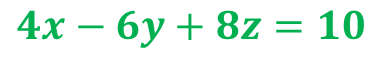 4x − 6y + 8z = 10